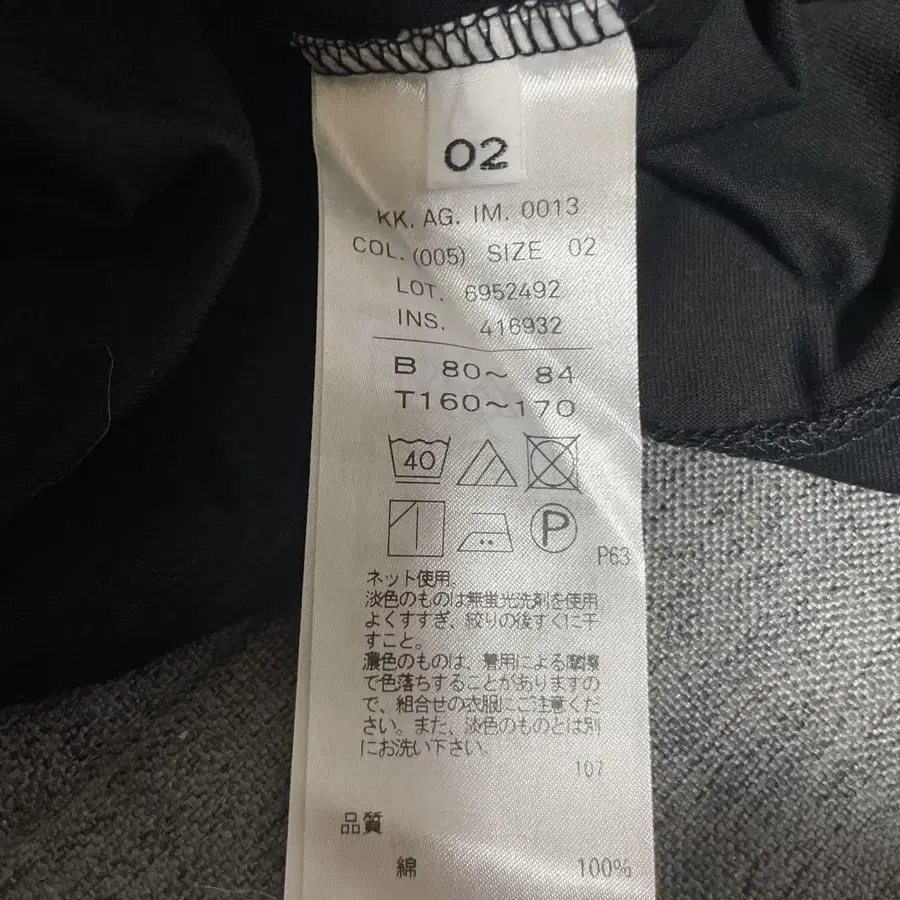 02
KK. AG. IM. 0013
COL. (005) SIZE 02
LOT. 6952492
INS. 416932
B 80～ 84
T160～170
40
P
P63
ネット使用.
淡色のものは無蛍光洗剤を使用
よくすすぎ、絞りの後すぐに干
すこと。
濃色のものは、着用による摩擦
で色落ちすることがありますの
で、組合せの衣服にご注意くだ
さい。また、淡色のものとは別
にお洗い下さい。
107
品質
綿 100%